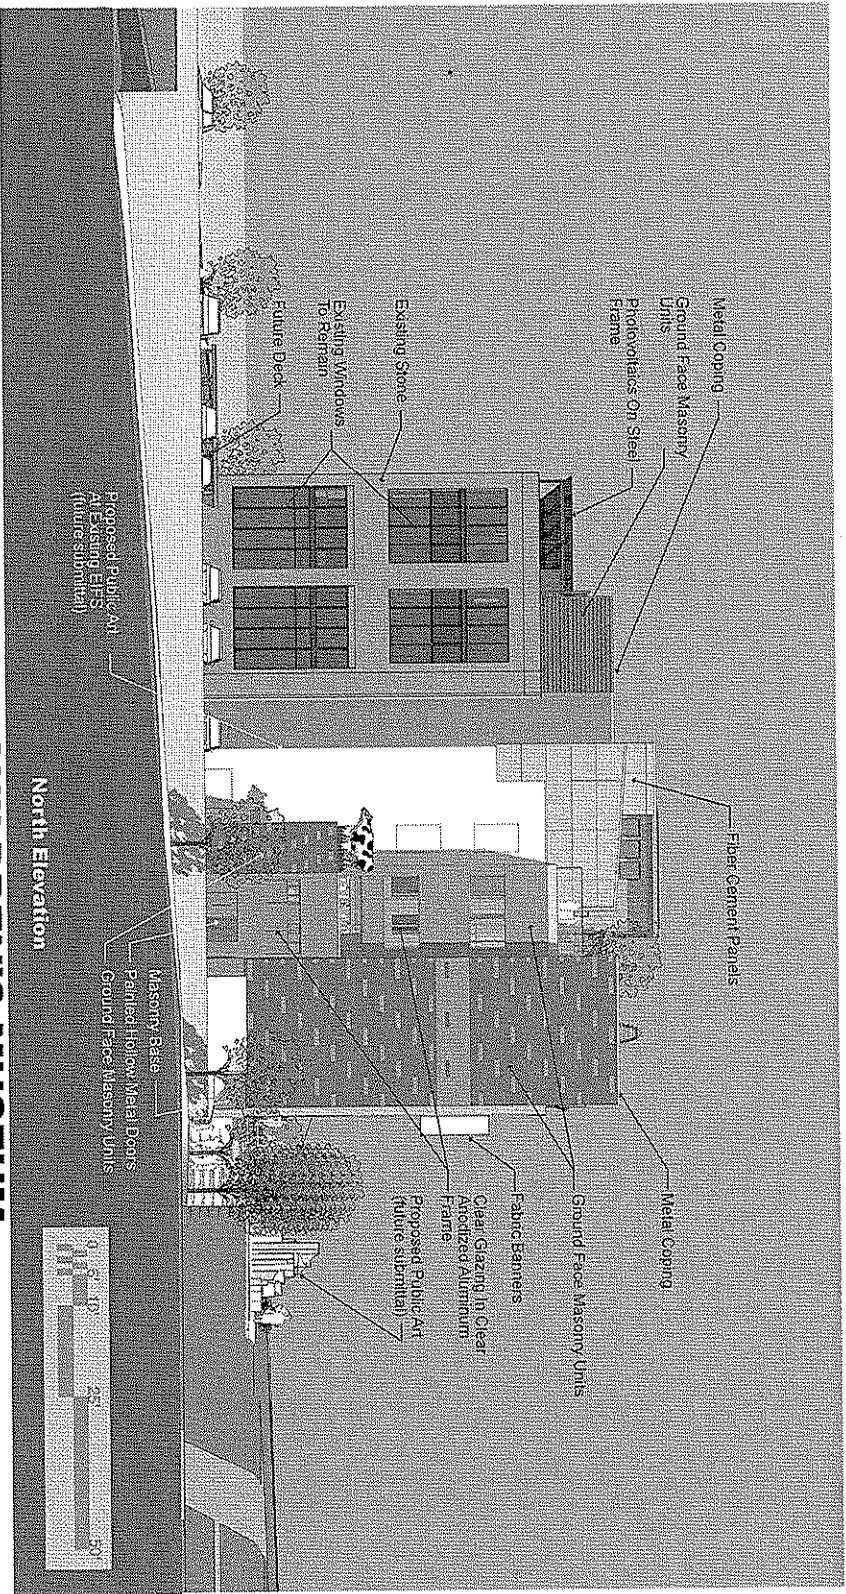 Metal Coping
Ground Face Masonry
Units
Photovoltaics On Steel
Frame
Existing Stone
Existing Windows
To Remain
Future Deck
Proposed Public Art
At Existing EIFS
(future submittal)
Fiber Cement Panels
Metal Coping
Ground Face Masonry Units
Fabric Banners
Clear Glazing In Clear
Anodized Aluminum
Frame
Proposed Public Art
(future submittal)
Masonry Base
Painted Hollow Metal Doors
Ground Face Masonry Units
North Elevation
0 5' 10' 25' 50'